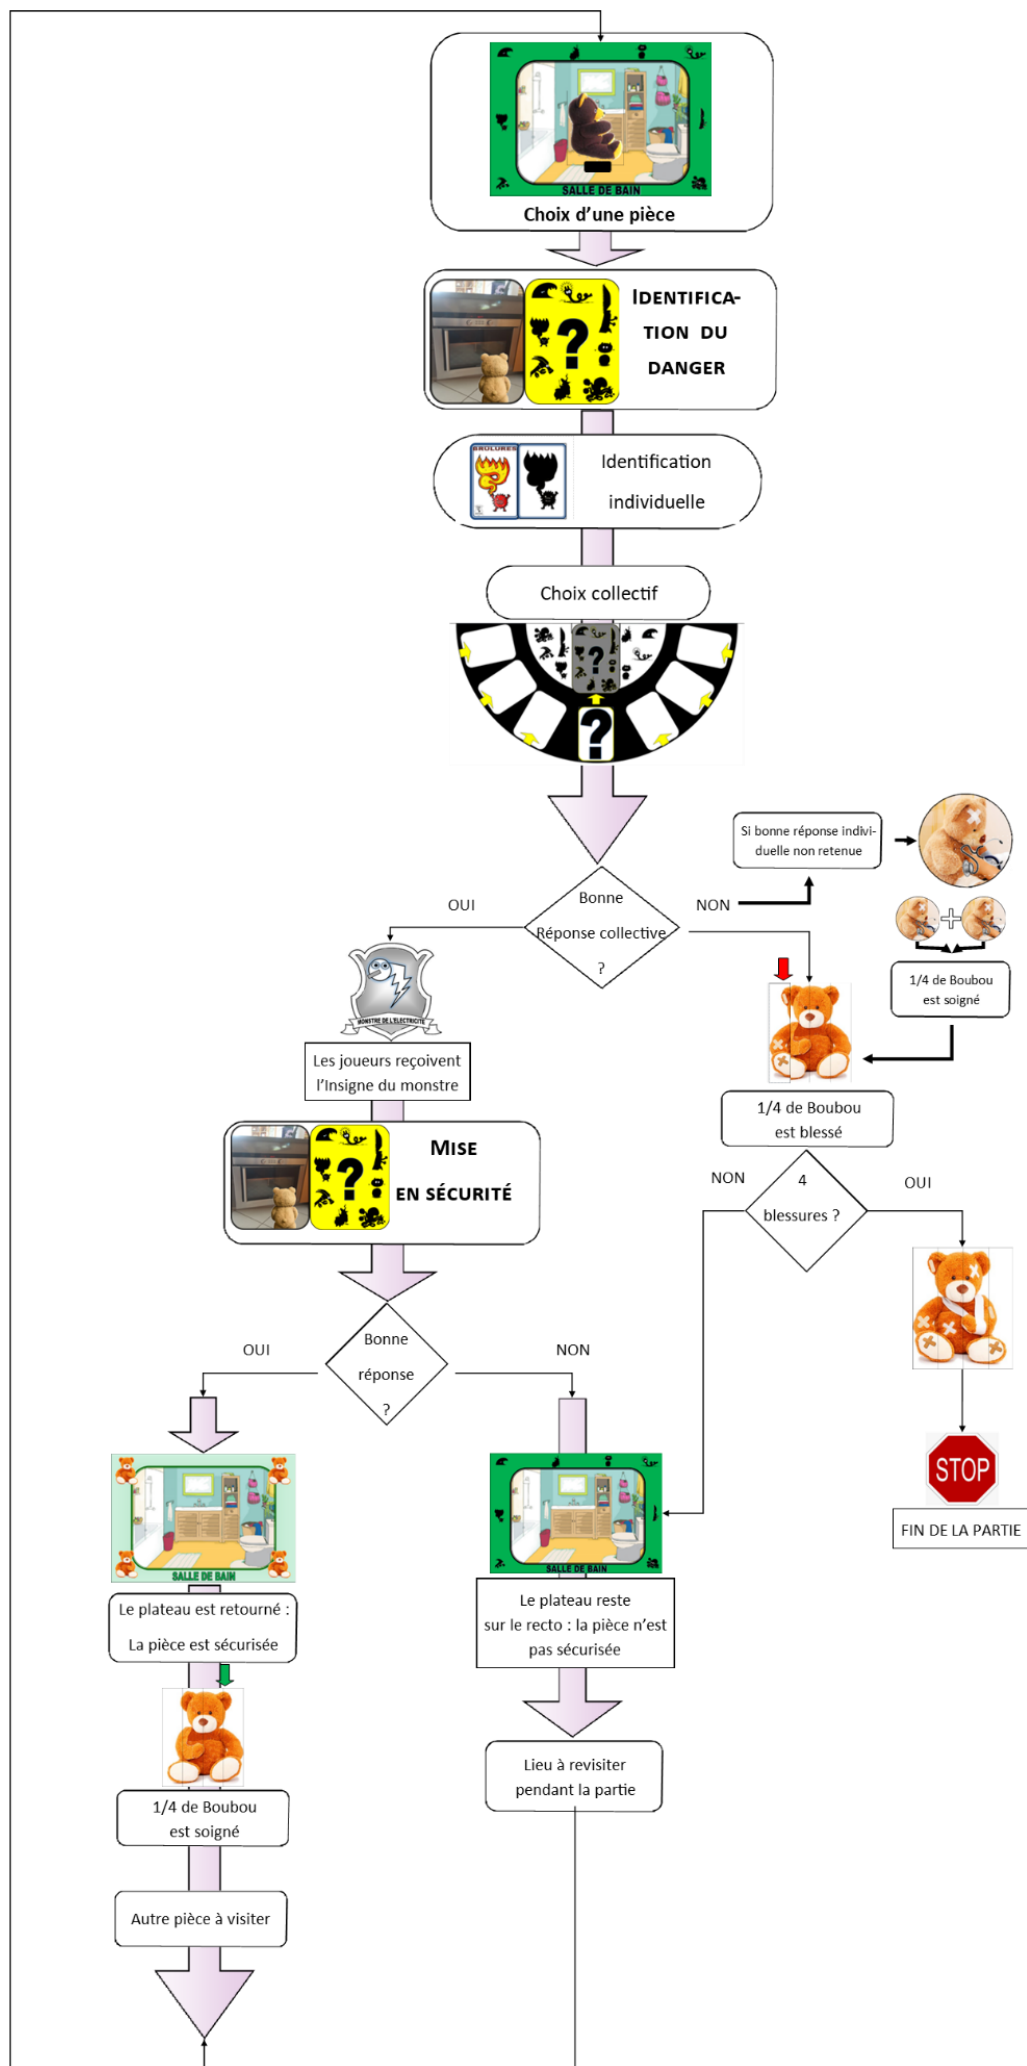 SALLE DE BAIN
Choix d'une pièce
IDENTIFICA-
TION DU
DANGER
BRULURES
Identification
individuelle
Choix collectif
Si bonne réponse indivi-
duelle non retenue
OUI
Bonne
Réponse collective
?
NON
1/4 de Boubou
est soigné
MONSTRE DE L'ELECTRICITE
Les joueurs reçoivent
l'Insigne du monstre
1/4 de Boubou
est blessé
MISE
EN SÉCURITÉ
NON
4
blessures ?
OUI
OUI
Bonne
réponse
?
NON
STOP
FIN DE LA PARTIE
SALLE DE BAIN
SALLE DE BAIN
Le plateau est retourné :
La pièce est sécurisée
Le plateau reste
sur le recto : la pièce n'est
pas sécurisée
Lieu à revisiter
pendant la partie
1/4 de Boubou
est soigné
Autre pièce à visiter